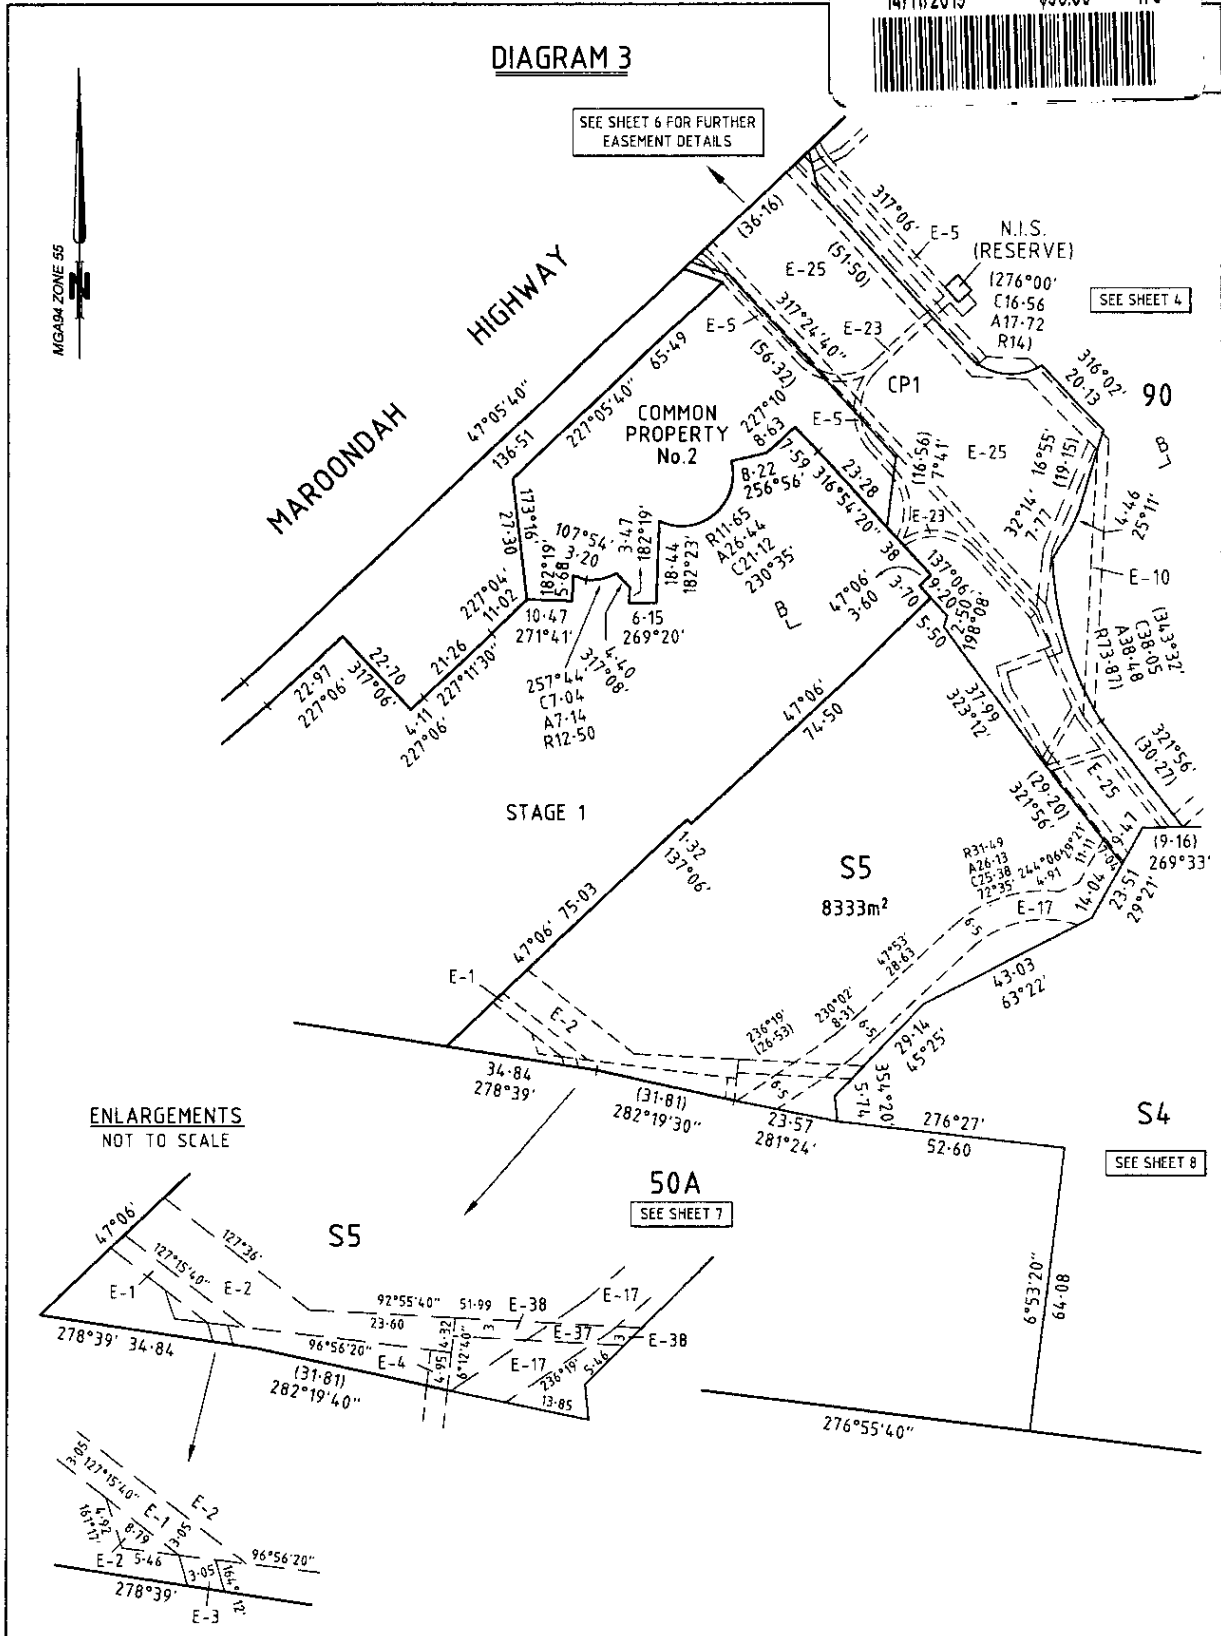 14/11/2013
DIAGRAM 3
MGA94 ZONE 55
N
SEE SHEET 6 FOR FURTHER
EASEMENT DETAILS
(36·16)
317°06'
E-5
N.I.S.
(RESERVE)
(276°00'
C16·56
A17·72
R14)
SEE SHEET 4
E-25
(51·50)
MAROONDAH
HIGHWAY
E-5
317°24'40"
(56·32)
E-23
CP1
316°02'
20·13
90
65·49
227°05'40"
47°05'40"
136·51
COMMON
PROPERTY
No.2
227°10'
8·63
7·59
E-5
8·22
256°56'
23·28
316°54'20"
38
(16·56)
7°41'
E-25
16°55'
(19·15)
32°14'
7·77
4·46
25°11'
E-23
E-10
173°16'
27·30
107°54'
3·20
182°19'
5·68
3·47
182°19'
18·44
182°23'
R11·65
A26·44
C21·12
230°35'
47°06'
3·60
3·70
137°06'
9·20
2·50
198°08'
5·50
(343°32'
C38·05
A38·48
R73·87)
227°04'
11·02
10·47
271°41'
6·15
269°20'
4·40
317°08'
257°44'
C7·04
A7·14
R12·50
22·97
227°06'
22·70
317°06'
21·26
227°11'30"
4·11
227°06'
47°06'
74·50
37·99
323°12'
321°56'
(30·27)
E-25
(29·20)
321°56'
STAGE 1
1·32
137°06'
S5
8333m²
R31·49
A26·13
C25·38
72°35'
244°06'
4·91
29°21'
11·11
7·04
9·47
(9·16)
269°33'
14·04
23·51
29°21'
E-17
6·5
47°06' 75·03
47°53'
28·63
43·03
63°22'
E-1
E-2
236°19'
(26·53)
230°02'
8·31
6·5
6·5
29·14
45°25'
354°20'
5·74
34·84
278°39'
(31·81)
282°19'30"
23·57
281°24'
276°27'
52·60
S4
SEE SHEET 8
ENLARGEMENTS
NOT TO SCALE
50A
SEE SHEET 7
47°06'
127°36'
S5
127°15'40"
E-1
E-2
92°55'40"
23·60
51·99
E-38
3
E-17
E-37
3
E-38
278°39' 34·84
96°56'20"
E-4
4·95
4·32
6°12'40"
E-17
236°19'
5·46
13·85
(31·81)
282°19'40"
6°53'20"
64·08
276°55'40"
3·05
127°15'40"
E-2
E-1
4·92
161°17'
8·79
3·05
E-2
5·46
3·05
164°12'
96°56'20"
278°39'
E-3